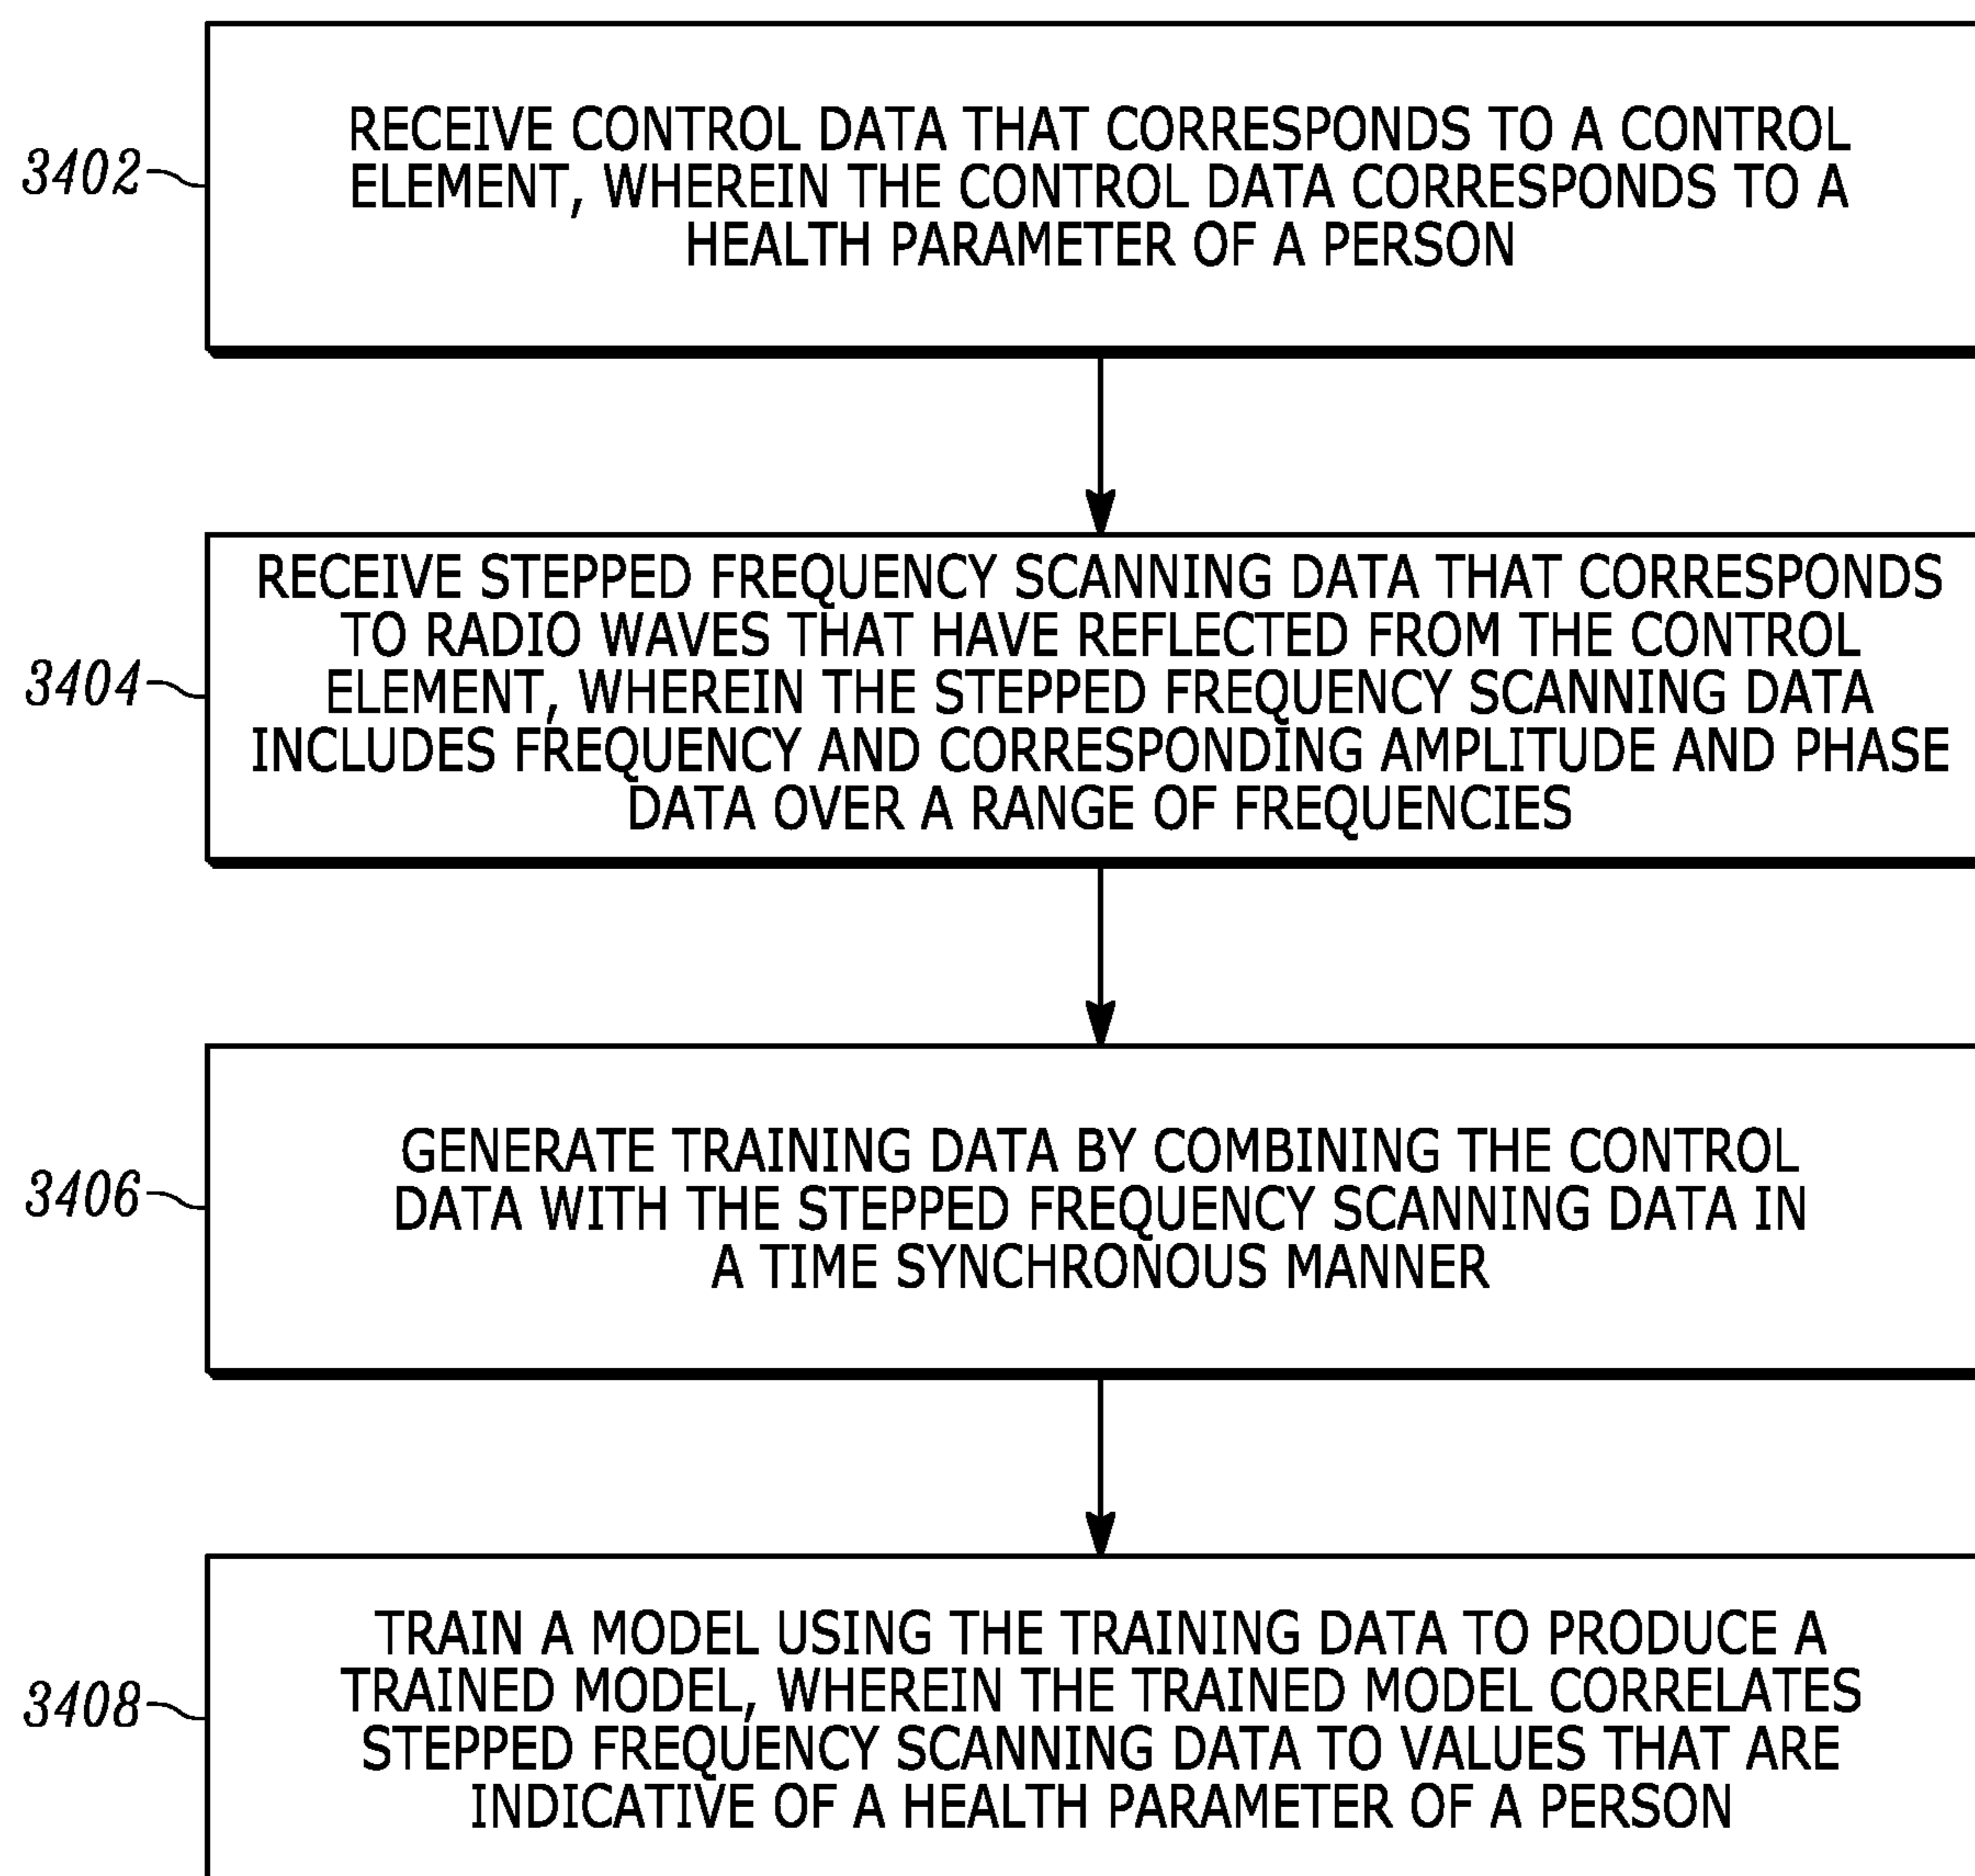 3402
RECEIVE CONTROL DATA THAT CORRESPONDS TO A CONTROL
ELEMENT, WHEREIN THE CONTROL DATA CORRESPONDS TO A
HEALTH PARAMETER OF A PERSON
3404
RECEIVE STEPPED FREQUENCY SCANNING DATA THAT CORRESPONDS
TO RADIO WAVES THAT HAVE REFLECTED FROM THE CONTROL
ELEMENT, WHEREIN THE STEPPED FREQUENCY SCANNING DATA
INCLUDES FREQUENCY AND CORRESPONDING AMPLITUDE AND PHASE
DATA OVER A RANGE OF FREQUENCIES
3406
GENERATE TRAINING DATA BY COMBINING THE CONTROL
DATA WITH THE STEPPED FREQUENCY SCANNING DATA IN
A TIME SYNCHRONOUS MANNER
3408
TRAIN A MODEL USING THE TRAINING DATA TO PRODUCE A
TRAINED MODEL, WHEREIN THE TRAINED MODEL CORRELATES
STEPPED FREQUENCY SCANNING DATA TO VALUES THAT ARE
INDICATIVE OF A HEALTH PARAMETER OF A PERSON